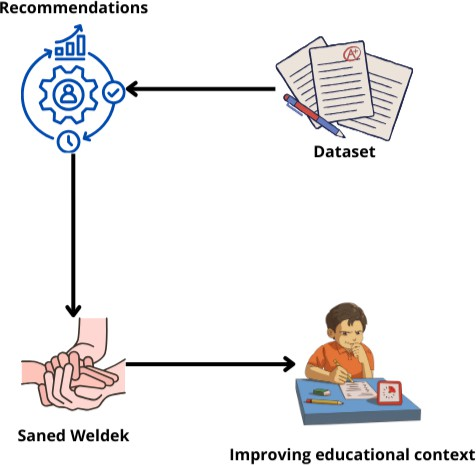 Recommendations
A+
Dataset
Saned Weldek
Improving educational context